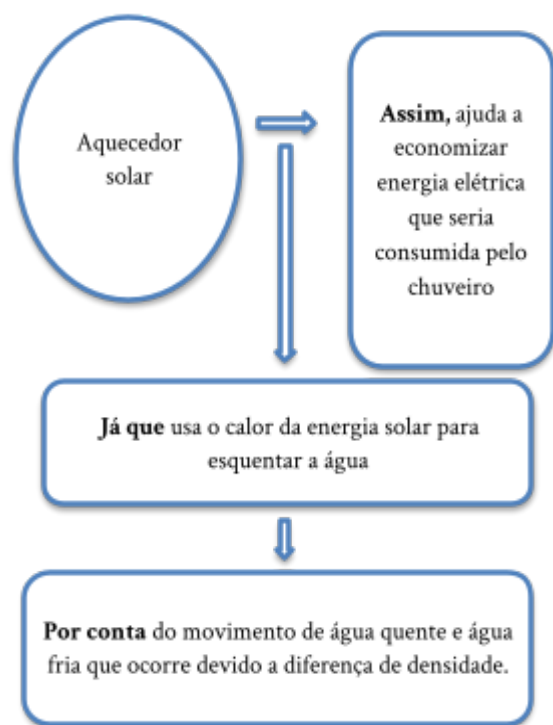 Aquecedor
solar
Assim, ajuda a
economizar
energia elétrica
que seria
consumida pelo
chuveiro
Já que usa o calor da energia solar para
esquentar a água
Por conta do movimento de água quente e água
fria que ocorre devido a diferença de densidade.